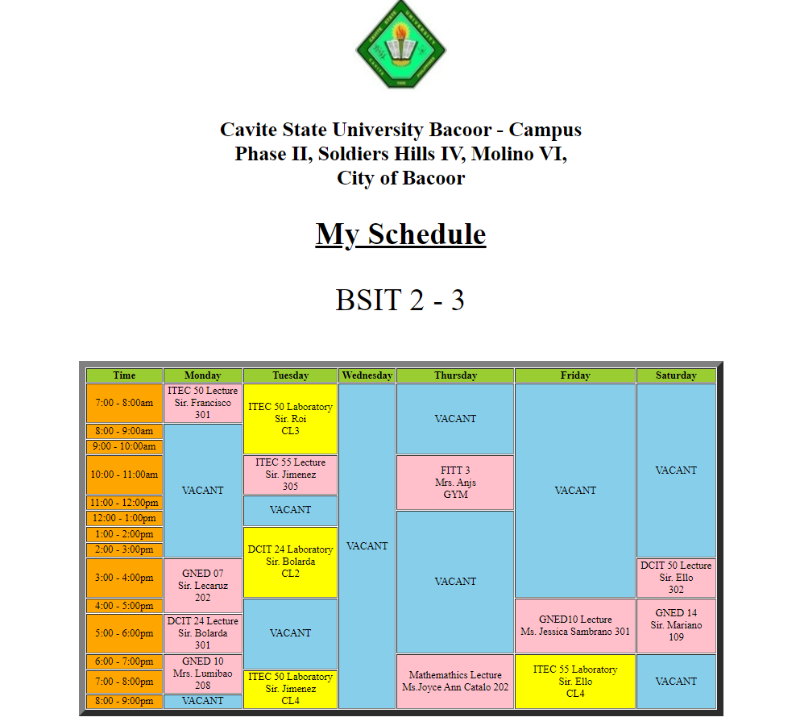 Cavite State University Bacoor - Campus
Phase II, Soldiers Hills IV, Molino VI,
City of Bacoor
My Schedule
BSIT 2 - 3
Time Monday Tuesday Wednesday Thursday Friday Saturday
7:00 - 8:00am
ITEC 50 Lecture
Sir. Francisco
301
ITEC 50 Laboratory
Sir. Roi
CL3
VACANT
VACANT
VACANT
VACANT
8:00 - 9:00am
VACANT
9:00 - 10:00am
10:00 - 11:00am
ITEC 55 Lecture
Sir. Jimenez
305
FITT 3
Mrs. Anjs
GYM
11:00 - 12:00pm
VACANT
12:00 - 1:00pm
VACANT
1:00 - 2:00pm
DCIT 24 Laboratory
Sir. Bolarda
CL2
2:00 - 3:00pm
3:00 - 4:00pm
GNED 07
Sir. Lecaruz
202
DCIT 50 Lecture
Sir. Ello
302
4:00 - 5:00pm
VACANT
GNED10 Lecture
Ms. Jessica Sambrano 301
GNED 14
Sir. Mariano
109
5:00 - 6:00pm
DCIT 24 Lecture
Sir. Bolarda
301
6:00 - 7:00pm
GNED 10
Mrs. Lumibao
208
Mathemathics Lecture
Ms.Joyce Ann Catalo 202
ITEC 55 Laboratory
Sir. Ello
CL4
VACANT
7:00 - 8:00pm
ITEC 50 Laboratory
Sir. Jimenez
CL4
8:00 - 9:00pm
VACANT